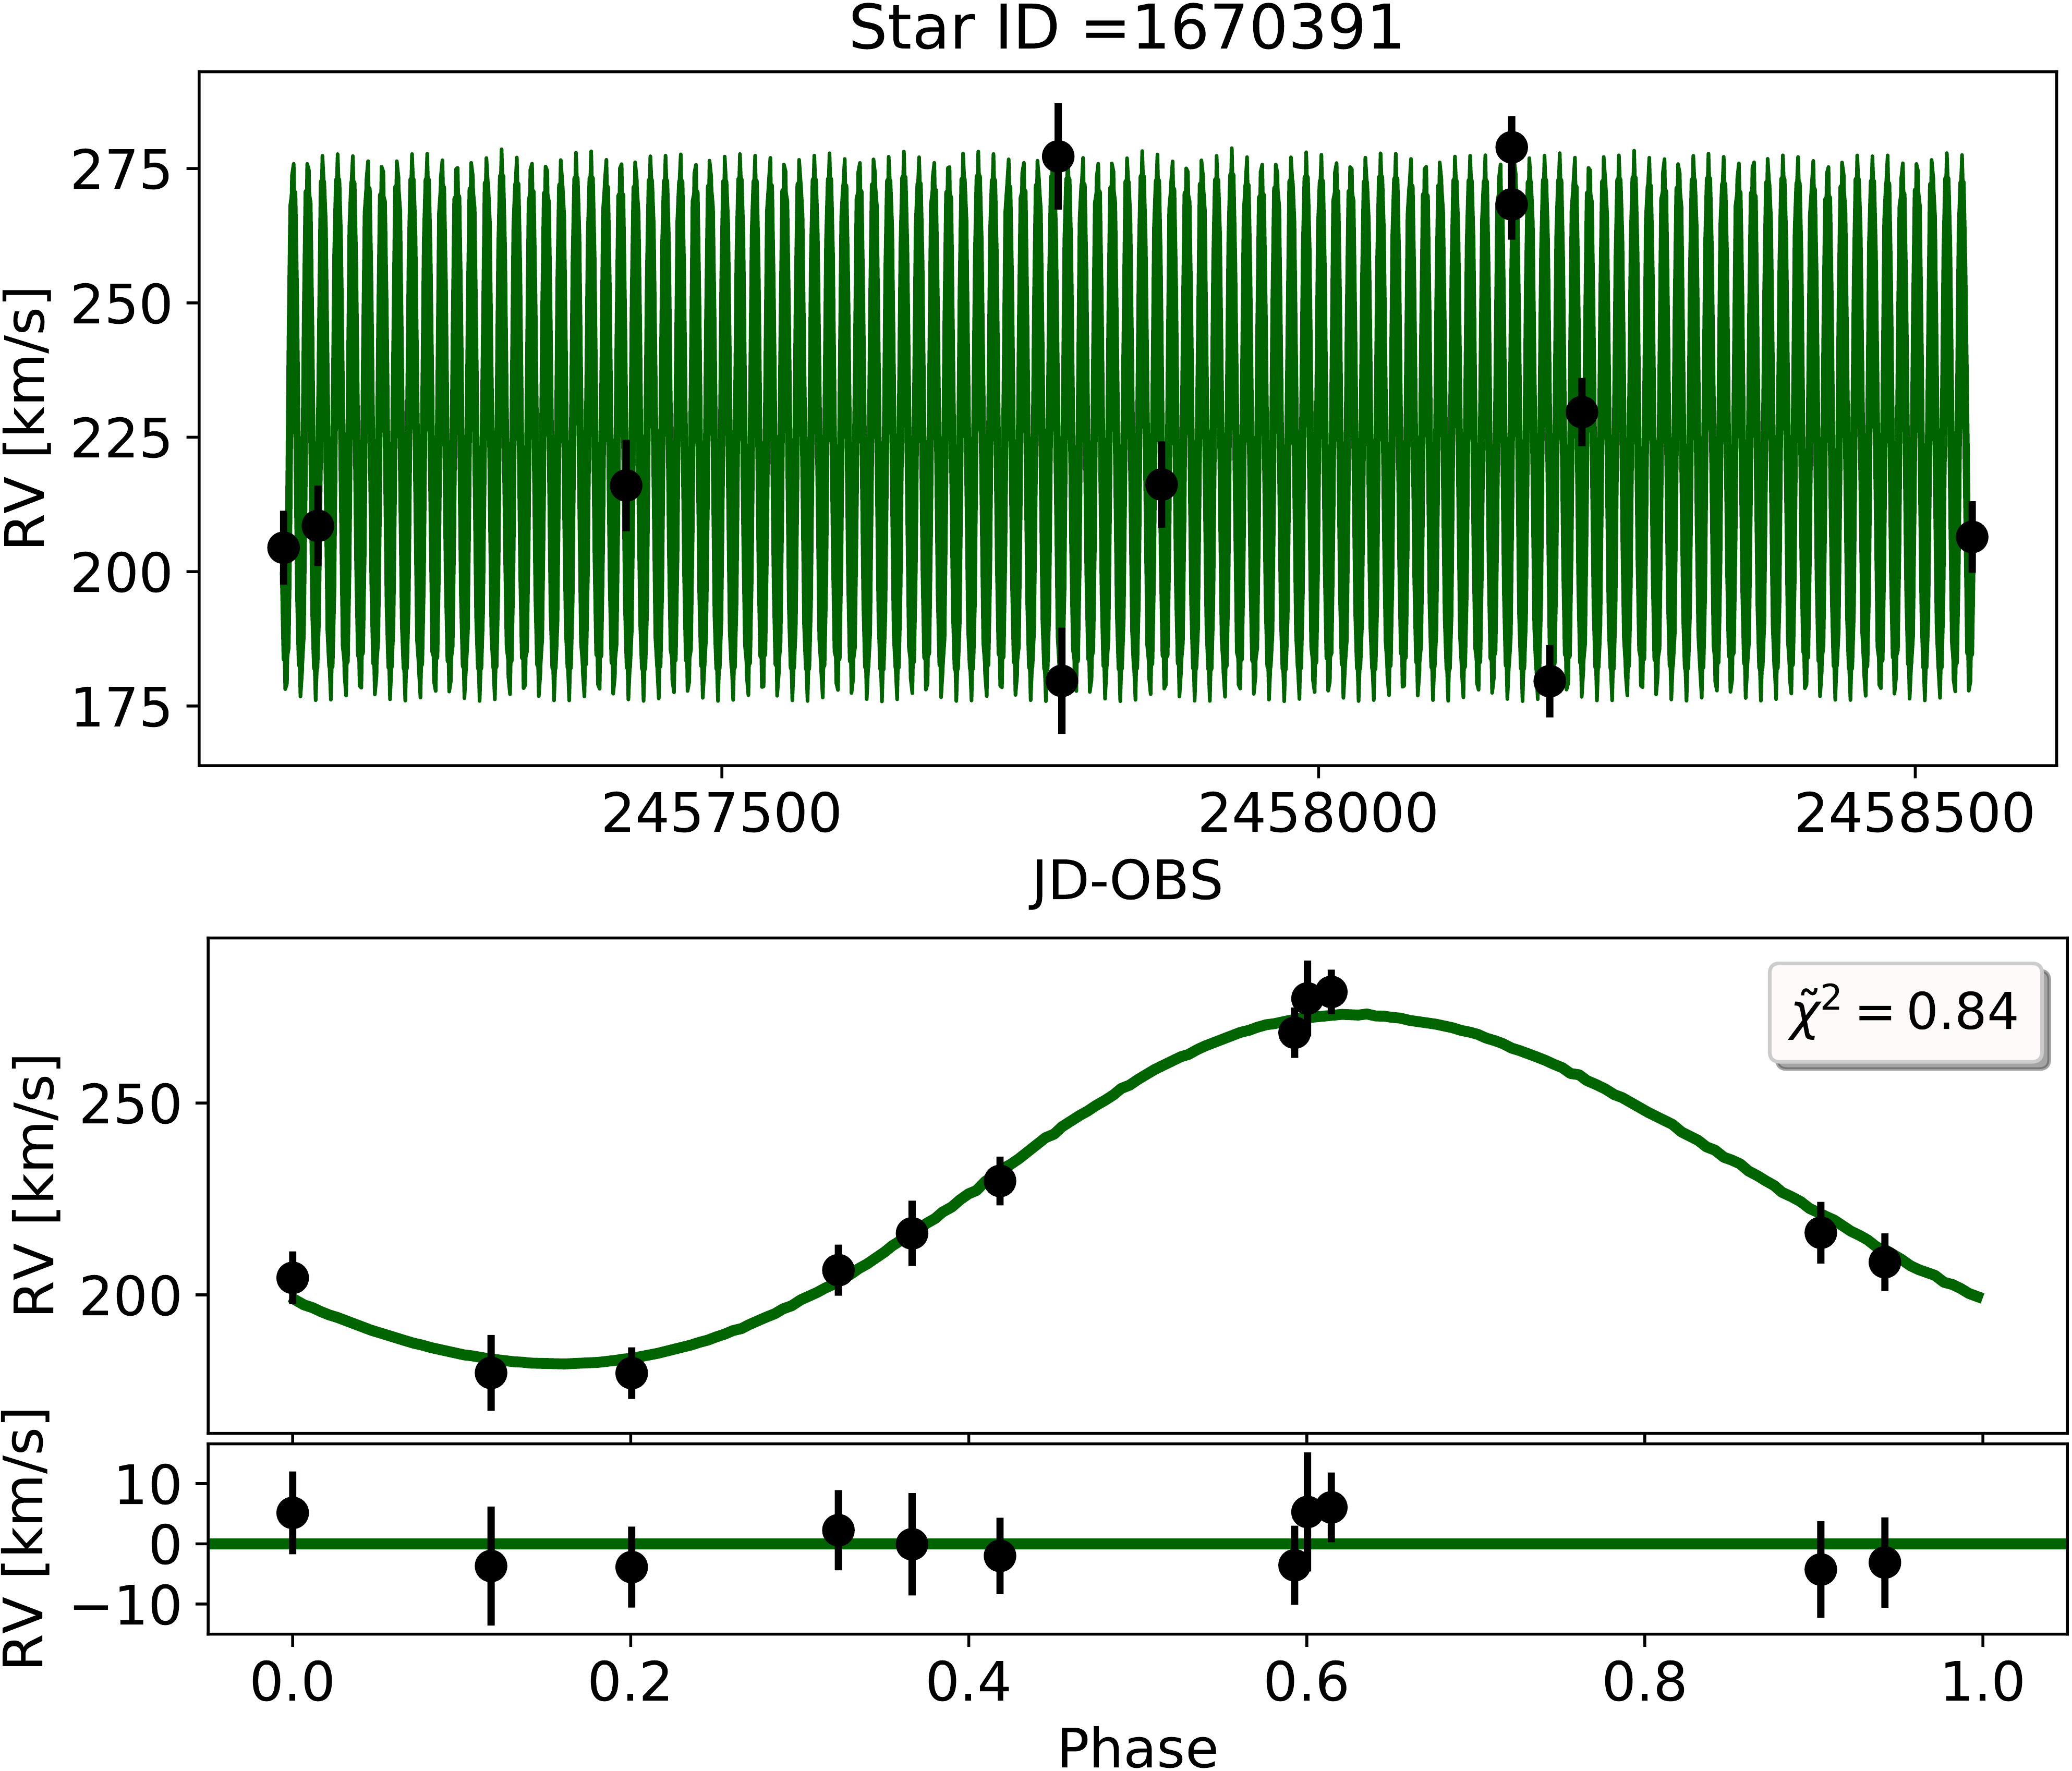 Star ID =1670391
RV [km/s]
275
250
225
200
175
2457500 2458000 2458500
JD-OBS
RV [km/s]
250
200
χ̃² = 0.84
RV [km/s]
10
0
−10
0.0 0.2 0.4 0.6 0.8 1.0
Phase